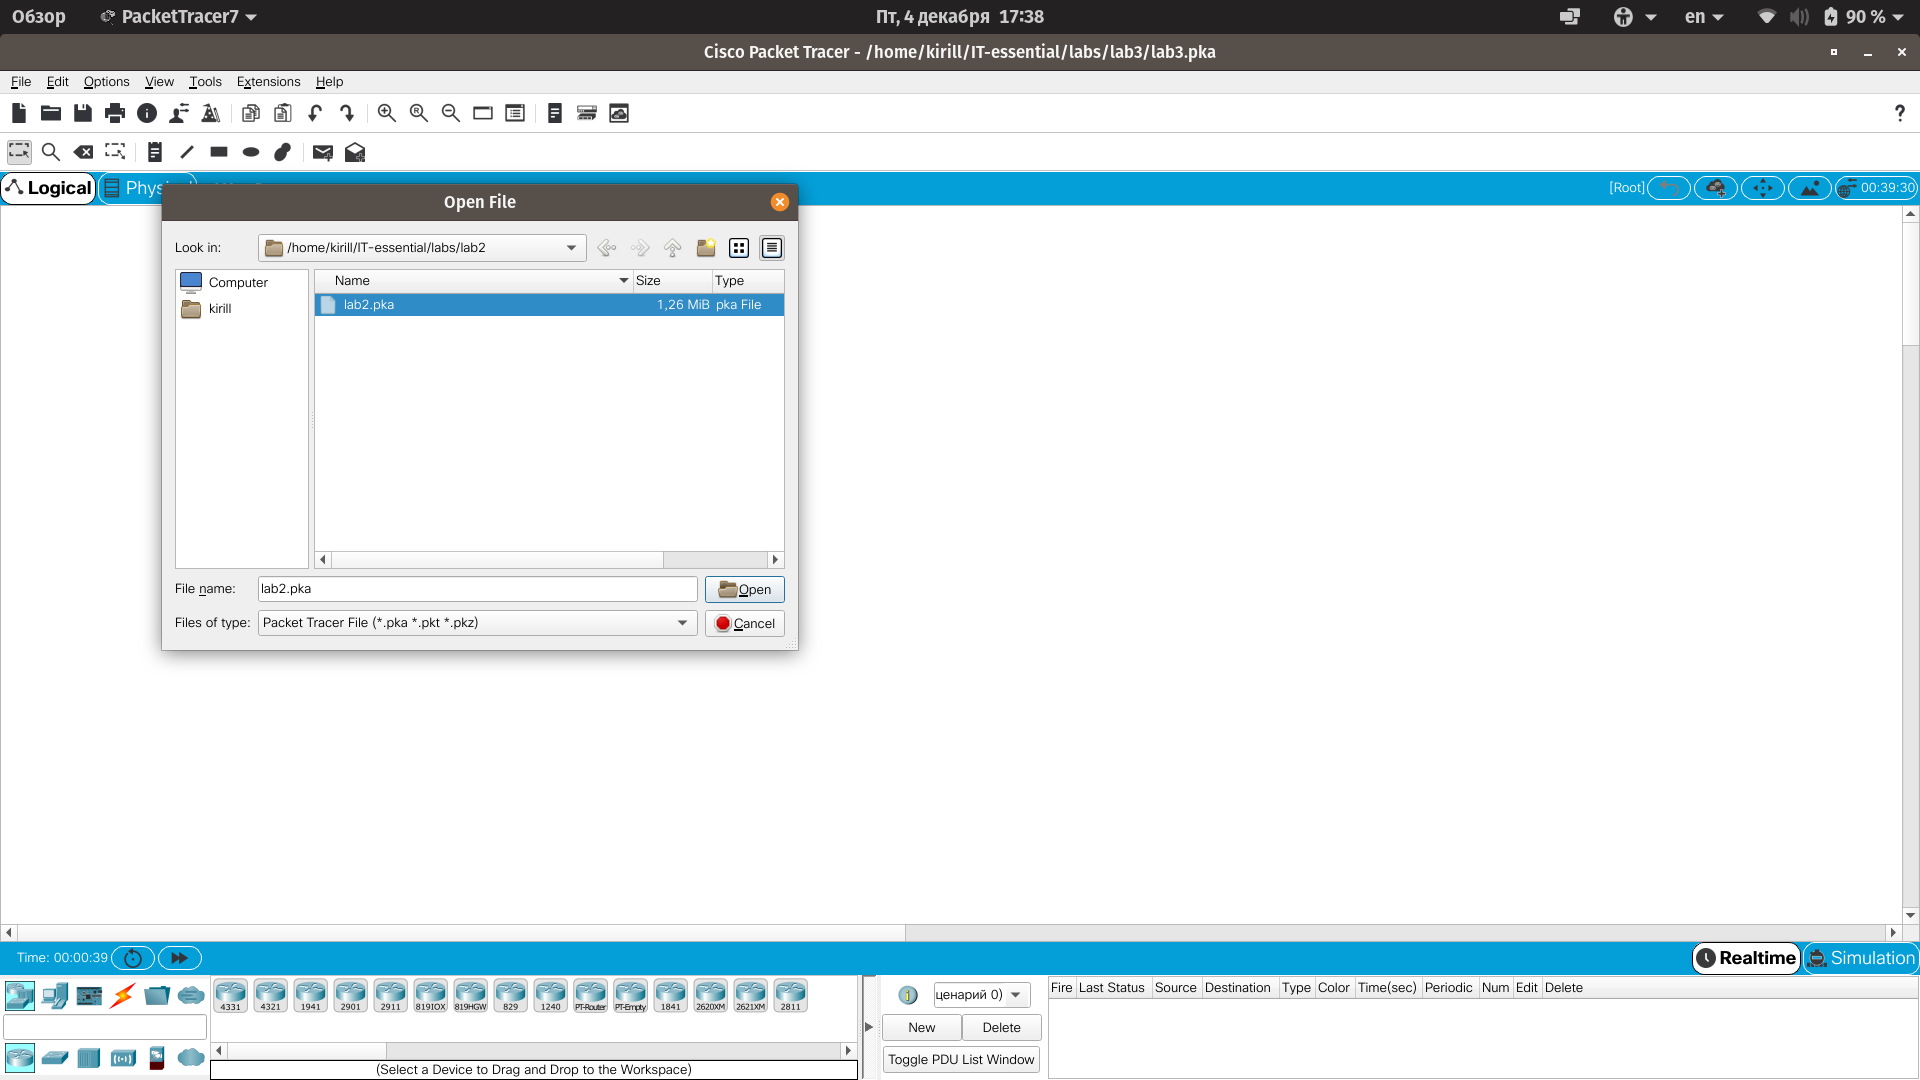 Обзор PacketTracer7 Пт, 4 декабря 17:38 en 90 %
Cisco Packet Tracer - /home/kirill/IT-essential/labs/lab3/lab3.pka
File Edit Options View Tools Extensions Help
?
Logical [Root] 00:39:30
Open File
Look in: /home/kirill/IT-essential/labs/lab2
Computer
kirill
Name Size Type
lab2.pka 1,26 MiB pka File
File name: lab2.pka Open
Files of type: Packet Tracer File (*.pka *.pkt *.pkz) Cancel
Time: 00:00:39 Realtime Simulation
4331 4321 1941 2901 2911 819IOX 819HGW 829 1240 PT-Router PT-Empty 1841 2620XM 2621XM 2811
(Select a Device to Drag and Drop to the Workspace)
ценарий 0)
New Delete
Toggle PDU List Window
Fire Last Status Source Destination Type Color Time(sec) Periodic Num Edit Delete